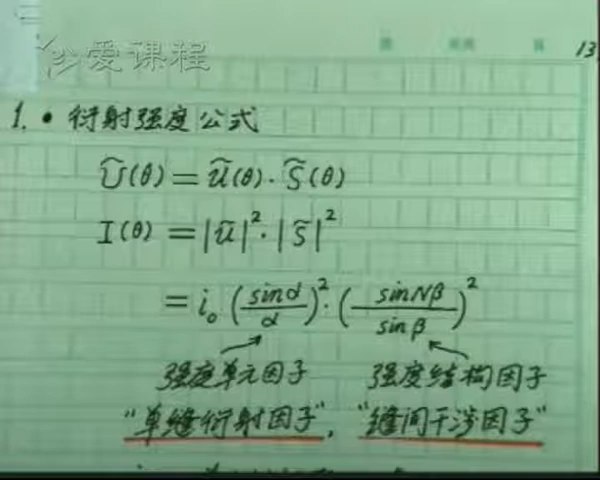 爱课程
13
1. • 衍射强度公式
Ũ(θ) = ũ(θ) · S̃(θ)
I(θ) = |ũ|² · |S̃|²
= i₀ (sinα/α)² · (sinNβ/sinβ)²
强度单元因子 强度结构因子
"单缝衍射因子", "缝间干涉因子"